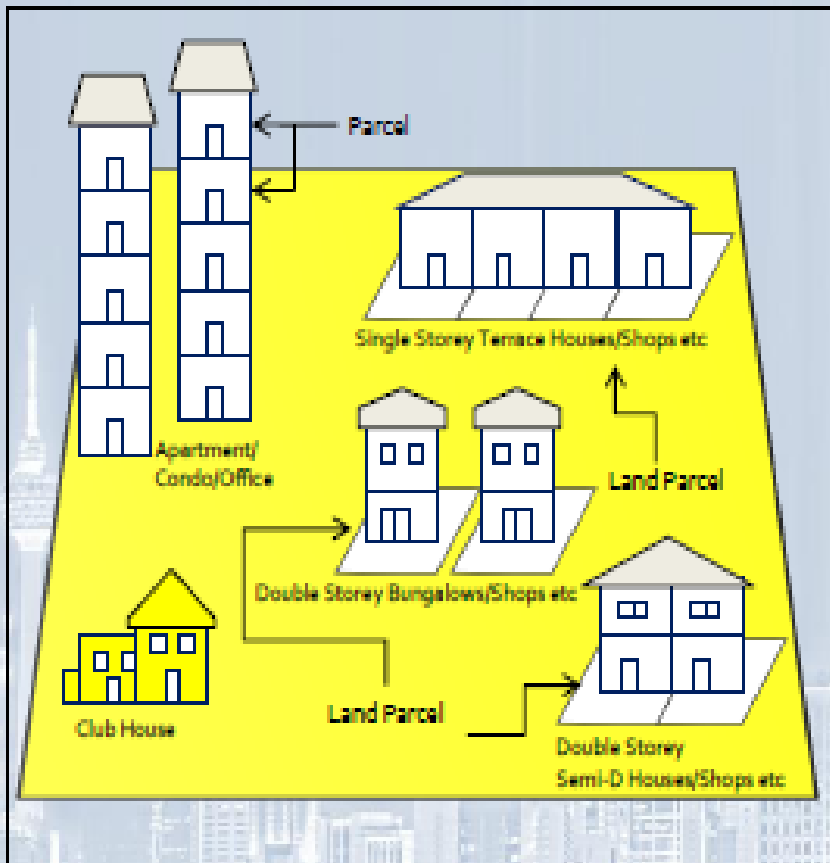 Parcel
Single Storey Terrace Houses/Shops etc
Apartment/
Condo/Office
Land Parcel
Double Storey Bungalows/Shops etc
Club House
Land Parcel
Double Storey
Semi-D Houses/Shops etc